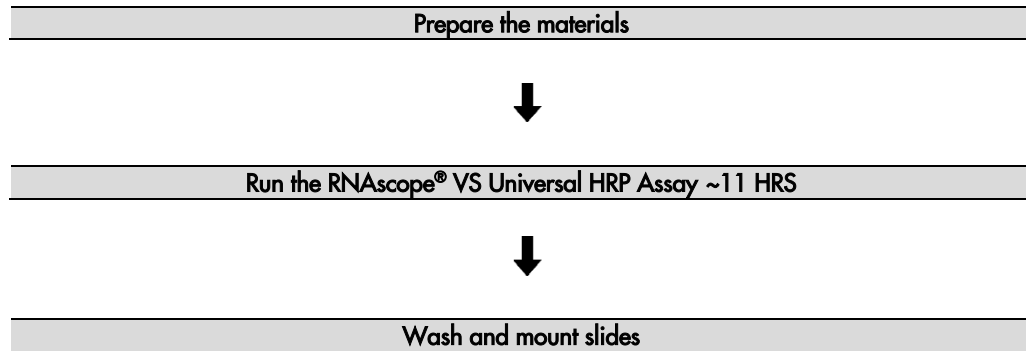 Prepare the materials
Run the RNAscope® VS Universal HRP Assay ~11 HRS
Wash and mount slides